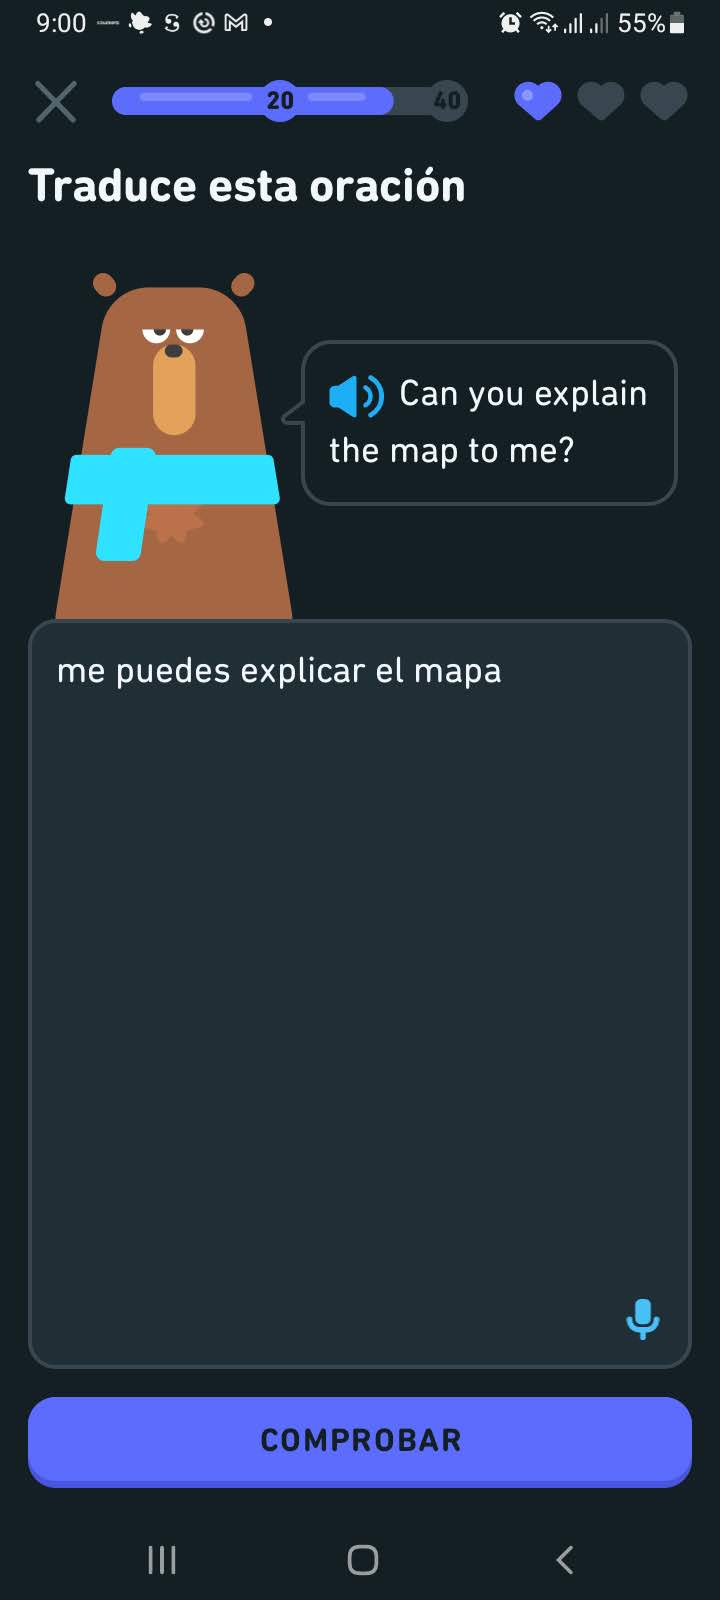 9:00
55%
20
40
Traduce esta oración
Can you explain
the map to me?
me puedes explicar el mapa
COMPROBAR